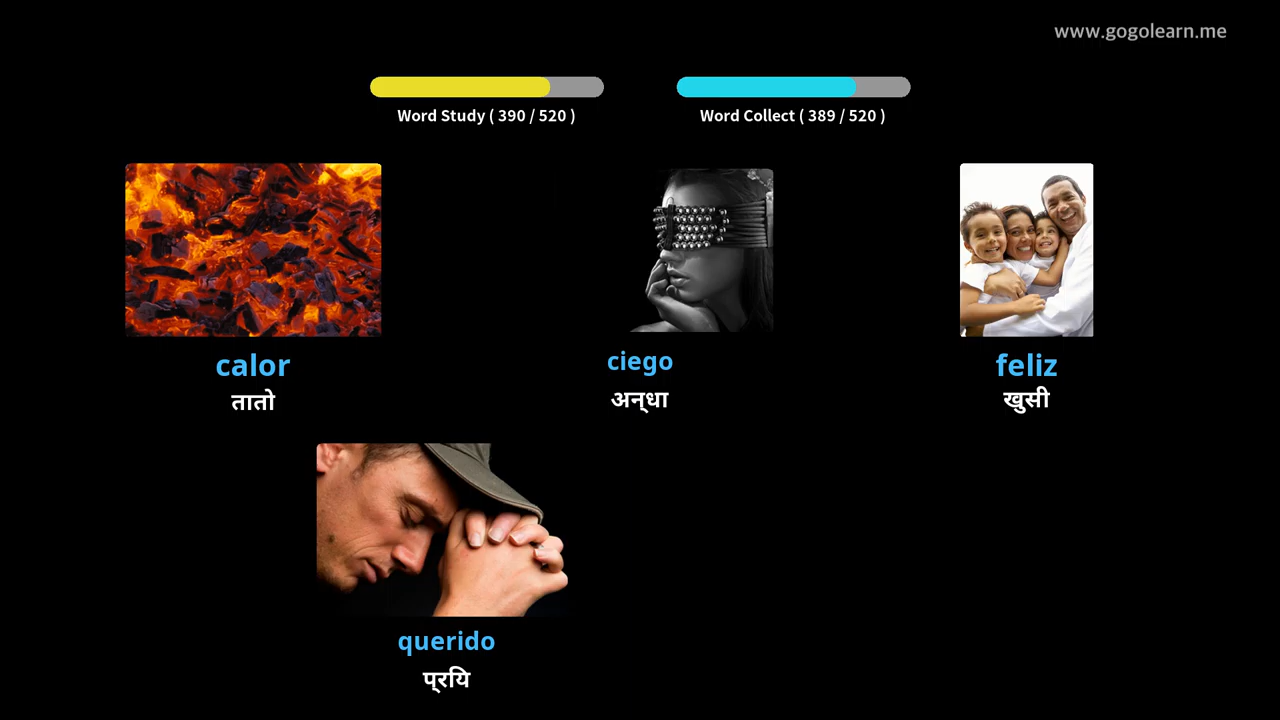 www.gogolearn.me
Word Study ( 390 / 520 )
Word Collect ( 389 / 520 )
calor
तातो
ciego
अन्‌धा
feliz
खुसी
querido
प्‌रयि